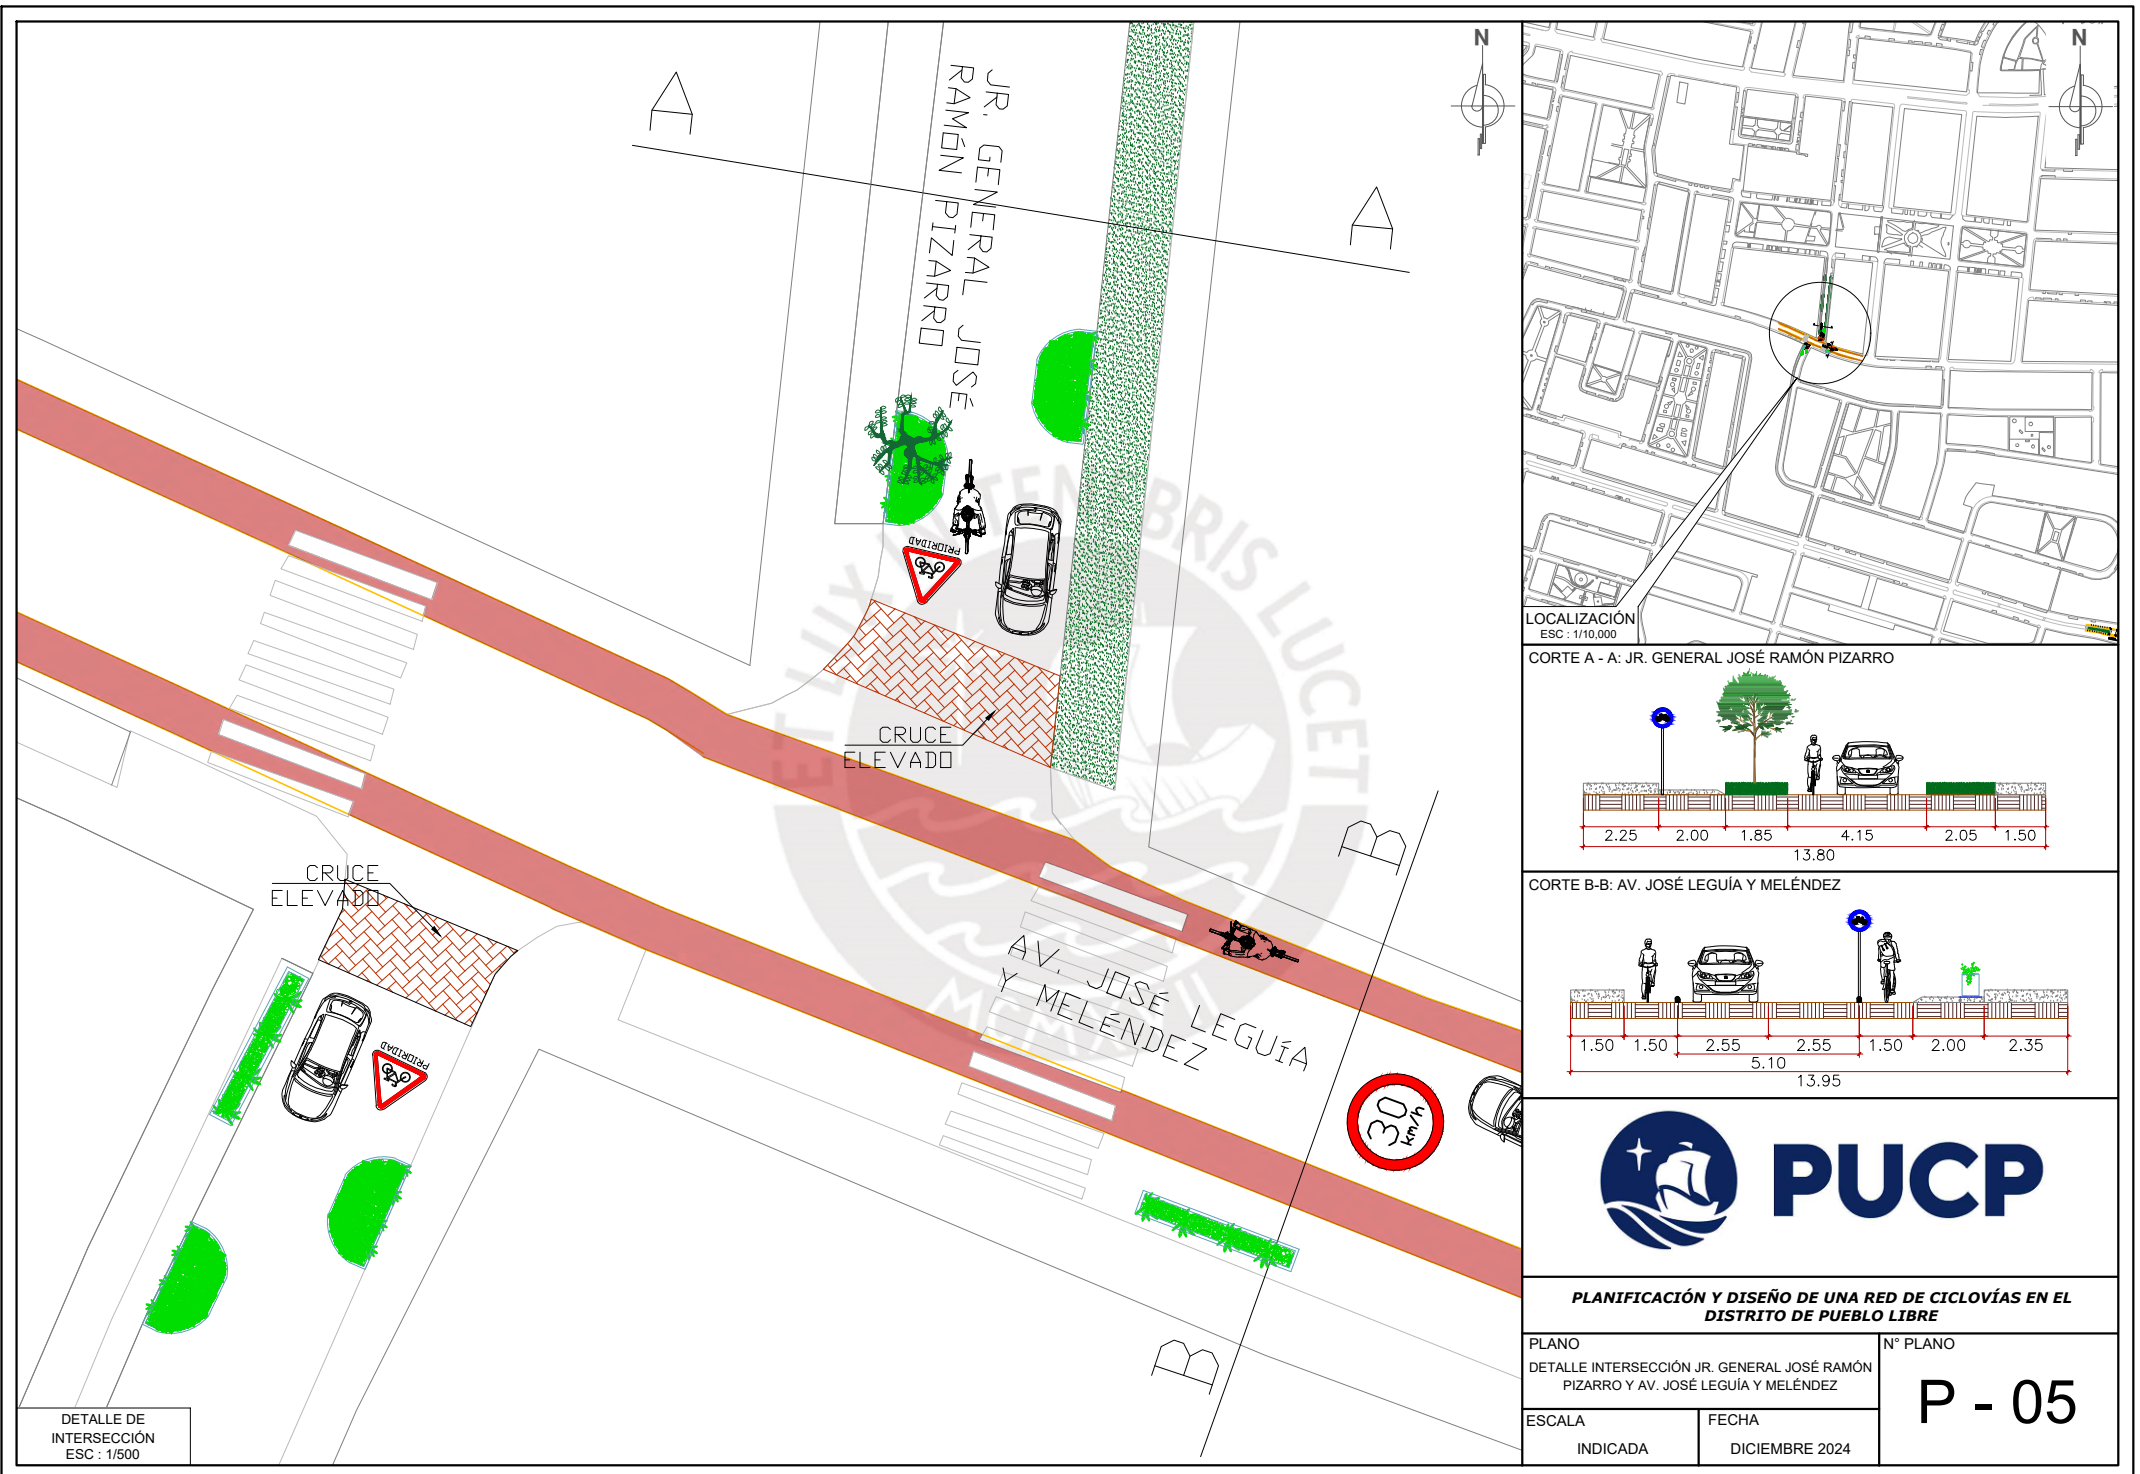 JR. GENERAL JOSÉ
RAMÓN PIZARRO
A
A
N
N
PRIORIDAD
CRUCE
ELEVADO
CRUCE
ELEVADO
PRIORIDAD
AV. JOSÉ LEGUÍA
Y MELÉNDEZ
B
B
30
km/h
ET LUX IN TENEBRIS LUCET
DETALLE DE
INTERSECCIÓN
ESC : 1/500
LOCALIZACIÓN
ESC : 1/10,000
CORTE A - A: JR. GENERAL JOSÉ RAMÓN PIZARRO
2.25 2.00 1.85 4.15 2.05 1.50
13.80
CORTE B-B: AV. JOSÉ LEGUÍA Y MELÉNDEZ
1.50 1.50 2.55 2.55 1.50 2.00 2.35
5.10
13.95
PUCP
PLANIFICACIÓN Y DISEÑO DE UNA RED DE CICLOVÍAS EN EL
DISTRITO DE PUEBLO LIBRE
PLANO
DETALLE INTERSECCIÓN JR. GENERAL JOSÉ RAMÓN
PIZARRO Y AV. JOSÉ LEGUÍA Y MELÉNDEZ
N° PLANO
P - 05
ESCALA
INDICADA
FECHA
DICIEMBRE 2024